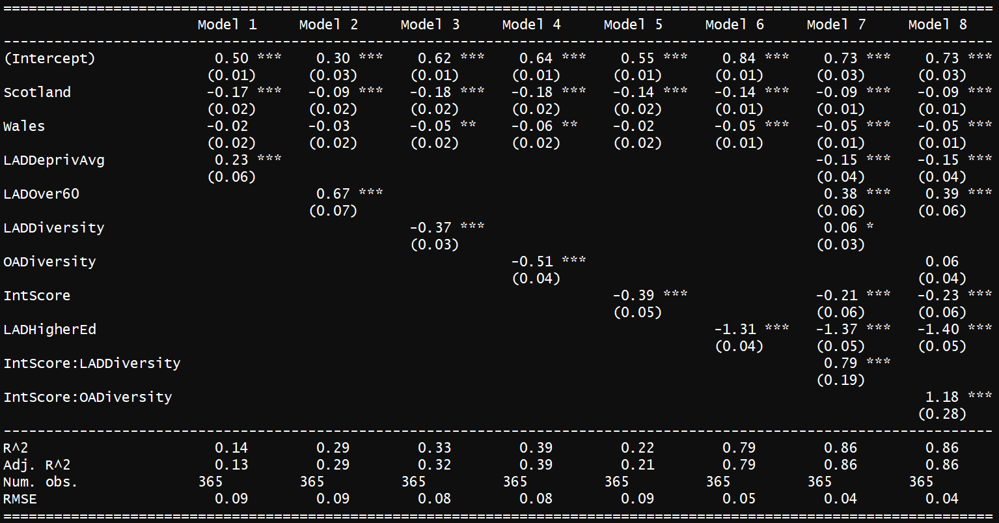 =====================================================================================================================
                       Model 1     Model 2     Model 3     Model 4     Model 5     Model 6     Model 7     Model 8
---------------------------------------------------------------------------------------------------------------------
(Intercept)              0.50 ***    0.30 ***    0.62 ***    0.64 ***    0.55 ***    0.84 ***    0.73 ***    0.73 ***
                        (0.01)      (0.03)      (0.01)      (0.01)      (0.01)      (0.01)      (0.03)      (0.03)
Scotland                -0.17 ***   -0.09 ***   -0.18 ***   -0.18 ***   -0.14 ***   -0.14 ***   -0.09 ***   -0.09 ***
                        (0.02)      (0.02)      (0.02)      (0.02)      (0.02)      (0.01)      (0.01)      (0.01)
Wales                   -0.02       -0.03       -0.05 **    -0.06 **    -0.02       -0.05 ***   -0.05 ***   -0.05 ***
                        (0.02)      (0.02)      (0.02)      (0.02)      (0.02)      (0.01)      (0.01)      (0.01)
LADDeprivAvg             0.23 ***                                                               -0.15 ***   -0.15 ***
                        (0.06)                                                                  (0.04)      (0.04)
LADOver60                            0.67 ***                                                    0.38 ***    0.39 ***
                                    (0.07)                                                      (0.06)      (0.06)
LADDiversity                                    -0.37 ***                                        0.06 *
                                                (0.03)                                          (0.03)
OADiversity                                                 -0.51 ***                                        0.06
                                                            (0.04)                                          (0.04)
IntScore                                                                -0.39 ***               -0.21 ***   -0.23 ***
                                                                        (0.05)                  (0.06)      (0.06)
LADHigherEd                                                                         -1.31 ***   -1.37 ***   -1.40 ***
                                                                                    (0.04)      (0.05)      (0.05)
IntScore:LADDiversity                                                                            0.79 ***
                                                                                                (0.19)
IntScore:OADiversity                                                                                         1.18 ***
                                                                                                            (0.28)
---------------------------------------------------------------------------------------------------------------------
R^2                      0.14        0.29        0.33        0.39        0.22        0.79        0.86        0.86
Adj. R^2                 0.13        0.29        0.32        0.39        0.21        0.79        0.86        0.86
Num. obs.              365         365         365         365         365         365         365         365
RMSE                     0.09        0.09        0.08        0.08        0.09        0.05        0.04        0.04
=====================================================================================================================